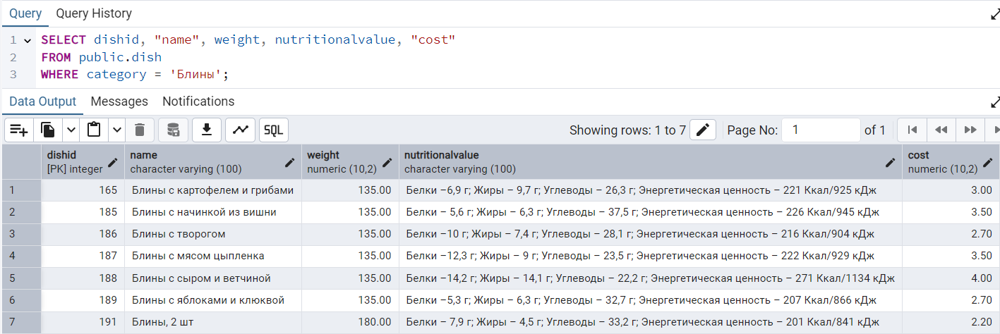 Query Query History
1 SELECT dishid, "name", weight, nutritionalvalue, "cost"
2 FROM public.dish
3 WHERE category = 'Блины';
Data Output Messages Notifications
SQL Showing rows: 1 to 7 Page No: 1 of 1
dishid name weight nutritionalvalue cost
[PK] integer character varying (100) numeric (10,2) character varying (100) numeric (10,2)
1 165 Блины с картофелем и грибами 135.00 Белки –6,9 г; Жиры – 9,7 г; Углеводы – 26,3 г; Энергетическая ценность – 221 Ккал/925 кДж 3.00
2 185 Блины с начинкой из вишни 135.00 Белки – 5,6 г; Жиры – 6,3 г; Углеводы – 37,5 г; Энергетическая ценность – 226 Ккал/945 кДж 3.50
3 186 Блины с творогом 135.00 Белки –10 г; Жиры – 7,4 г; Углеводы – 28,1 г; Энергетическая ценность – 216 Ккал/904 кДж 2.70
4 187 Блины с мясом цыпленка 135.00 Белки –12,3 г; Жиры – 9 г; Углеводы – 23,5 г; Энергетическая ценность – 222 Ккал/929 кДж 3.50
5 188 Блины с сыром и ветчиной 135.00 Белки –14,2 г; Жиры – 14,1 г; Углеводы – 22,2 г; Энергетическая ценность – 271 Ккал/1134 кДж 4.00
6 189 Блины с яблоками и клюквой 135.00 Белки –5,3 г; Жиры – 6,3 г; Углеводы – 32,7 г; Энергетическая ценность – 207 Ккал/866 кДж 2.70
7 191 Блины, 2 шт 180.00 Белки – 7,9 г; Жиры – 4,5 г; Углеводы – 33,2 г; Энергетическая ценность – 201 Ккал/841 кДж 2.20